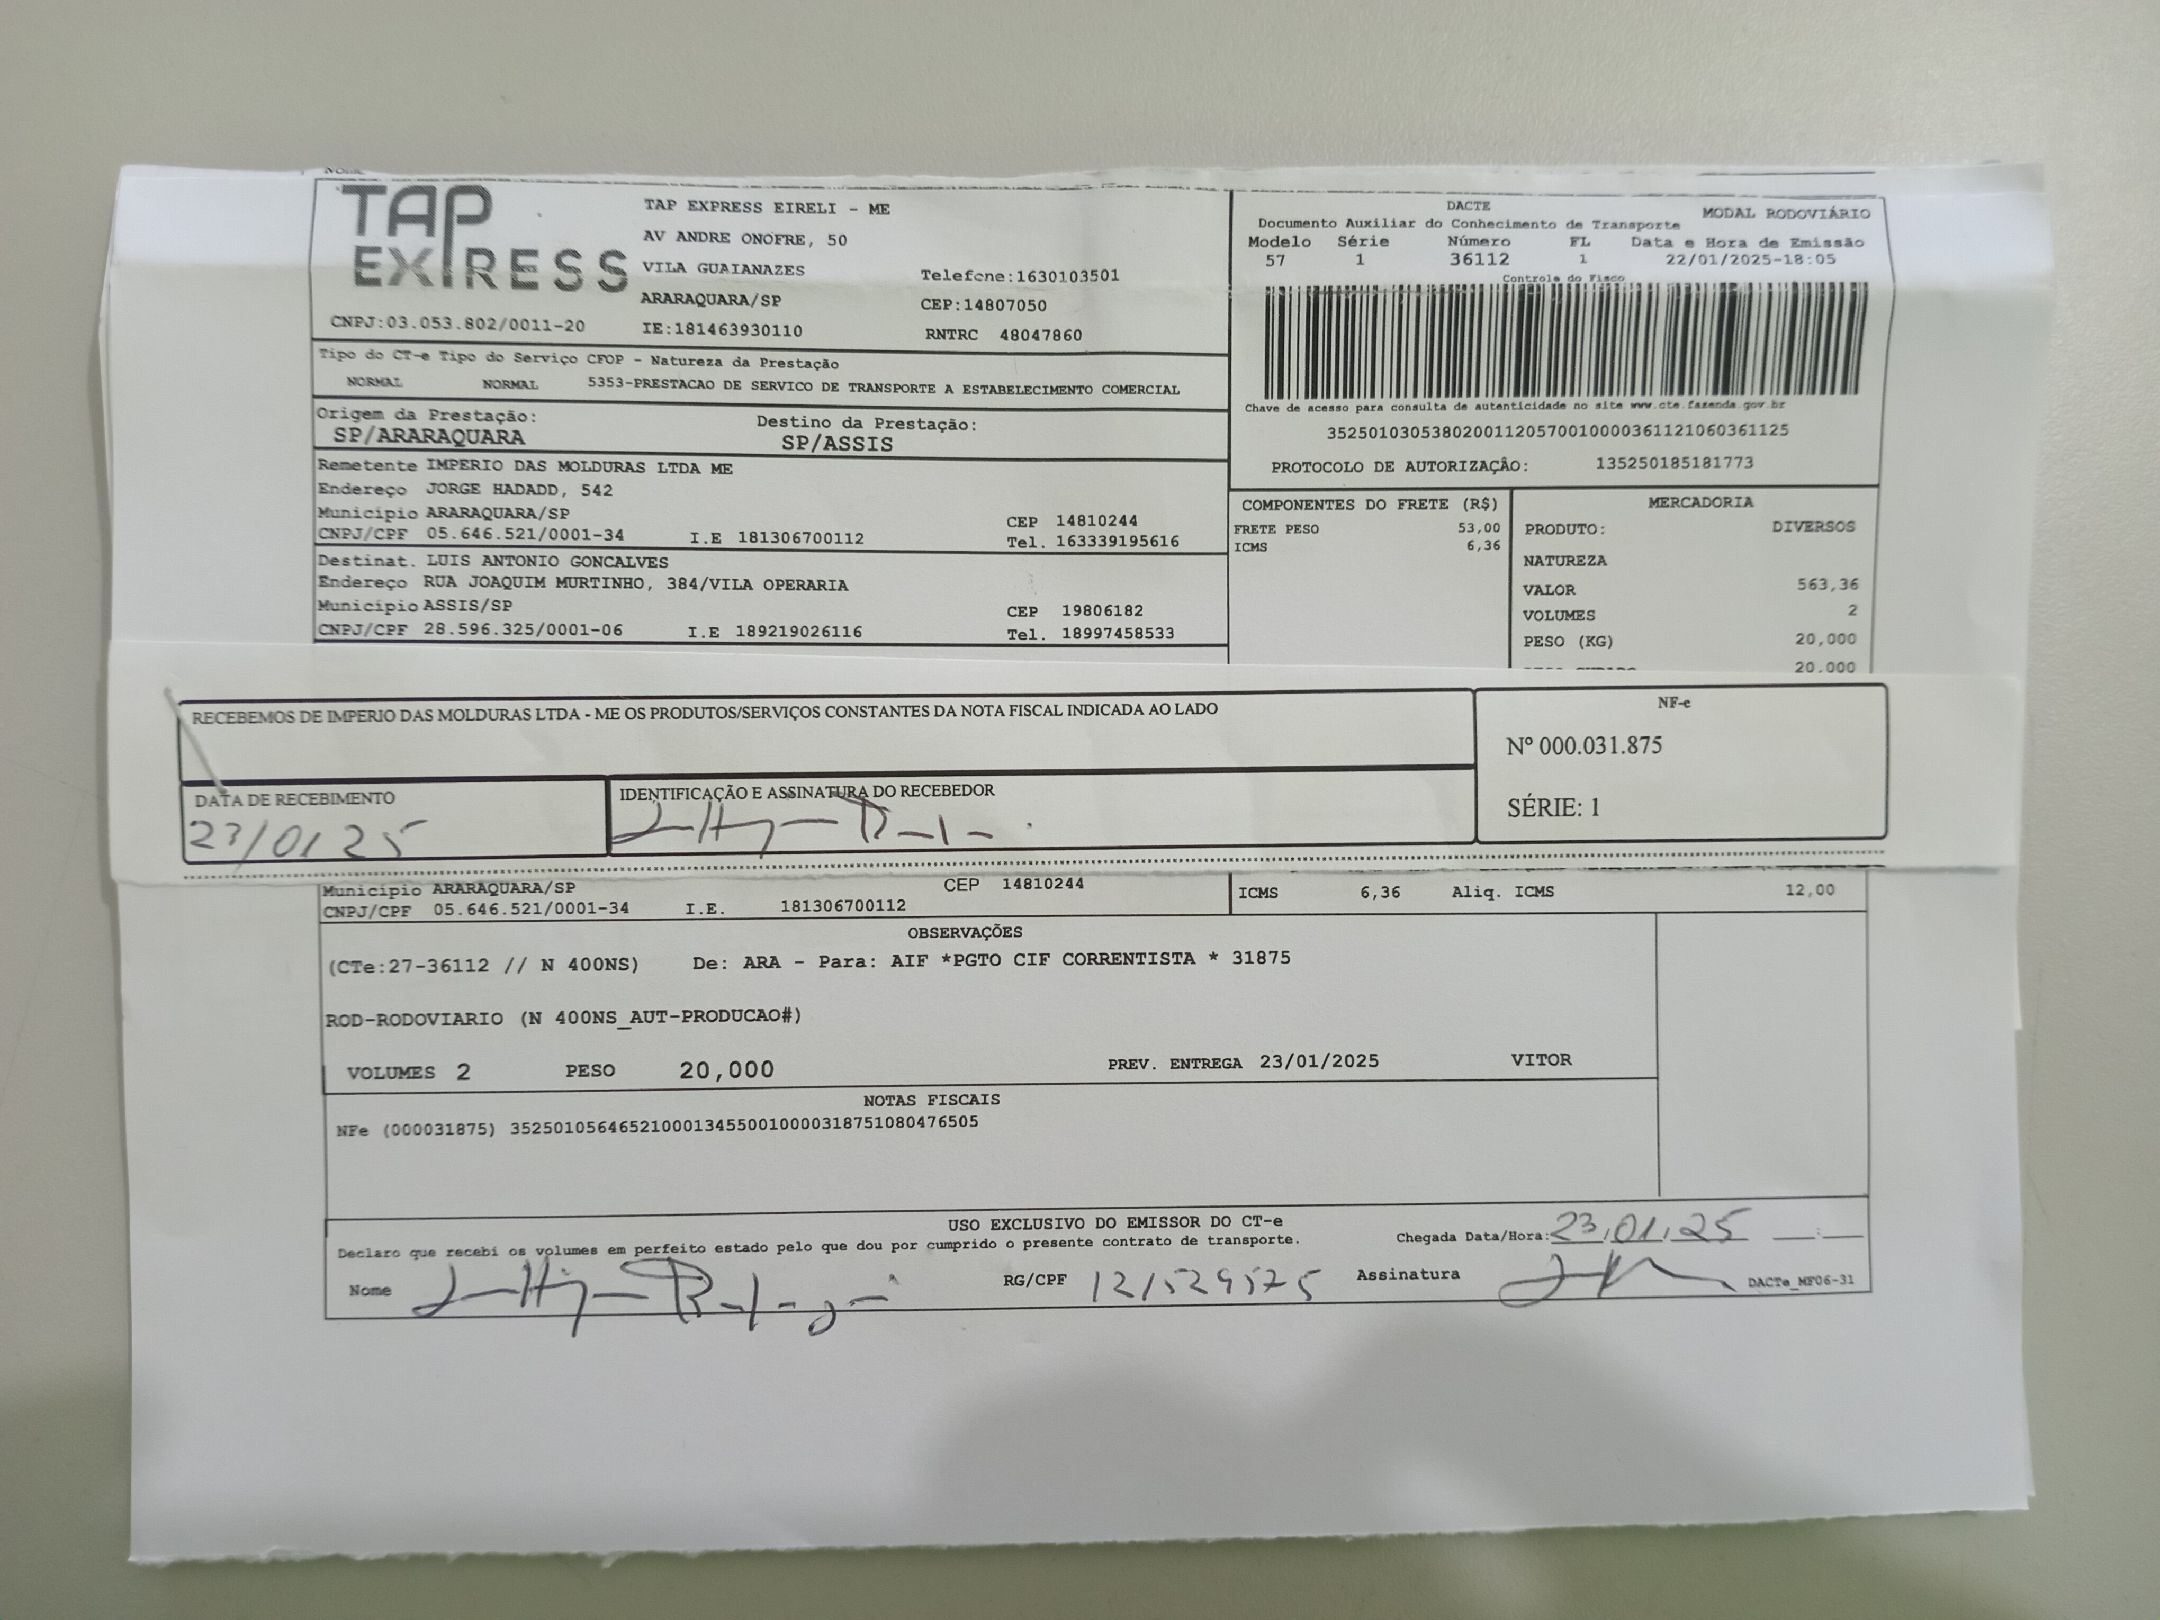 TAP EXPRESS
TAP EXPRESS EIRELI - ME
AV ANDRE ONOFRE, 50
VILA GUAIANAZES
Telefone:1630103501
ARARAQUARA/SP
CEP:14807050
CNPJ:03.053.802/0011-20
IE:181463930110
RNTRC 48047860
Tipo do CT-e Tipo do Serviço CFOP - Natureza da Prestação
NORMAL NORMAL 5353-PRESTACAO DE SERVICO DE TRANSPORTE A ESTABELECIMENTO COMERCIAL
Origem da Prestação:
SP/ARARAQUARA
Destino da Prestação:
SP/ASSIS
Remetente IMPERIO DAS MOLDURAS LTDA ME
Endereço JORGE HADADD, 542
Município ARARAQUARA/SP
CEP 14810244
CNPJ/CPF 05.646.521/0001-34 I.E 181306700112 Tel. 163339195616
Destinat. LUIS ANTONIO GONCALVES
Endereço RUA JOAQUIM MURTINHO, 384/VILA OPERARIA
Município ASSIS/SP
CEP 19806182
CNPJ/CPF 28.596.325/0001-06 I.E 189219026116 Tel. 18997458533
DACTE
MODAL RODOVIÁRIO
Documento Auxiliar do Conhecimento de Transporte
Modelo Série Número FL Data e Hora de Emissão
57 1 36112 1 22/01/2025-18:05
Controle do Fisco
Chave de acesso para consulta de autenticidade no site www.cte.fazenda.gov.br
35250103053802001120570010000361121060361125
PROTOCOLO DE AUTORIZAÇÃO: 135250185181773
COMPONENTES DO FRETE (R$)
FRETE PESO 53,00
ICMS 6,36
MERCADORIA
PRODUTO: DIVERSOS
NATUREZA
VALOR 563,36
VOLUMES 2
PESO (KG) 20,000
20.000
RECEBEMOS DE IMPERIO DAS MOLDURAS LTDA - ME OS PRODUTOS/SERVIÇOS CONSTANTES DA NOTA FISCAL INDICADA AO LADO
NF-e
Nº 000.031.875
SÉRIE: 1
DATA DE RECEBIMENTO
23/01 25
IDENTIFICAÇÃO E ASSINATURA DO RECEBEDOR
Município ARARAQUARA/SP CEP 14810244
CNPJ/CPF 05.646.521/0001-34 I.E. 181306700112
ICMS 6,36 Aliq. ICMS 12,00
OBSERVAÇÕES
(CTe:27-36112 // N 400NS) De: ARA - Para: AIF *PGTO CIF CORRENTISTA * 31875
ROD-RODOVIARIO (N 400NS_AUT-PRODUCAO#)
VOLUMES 2 PESO 20,000 PREV. ENTREGA 23/01/2025 VITOR
NOTAS FISCAIS
NFe (000031875) 35250105646521000134550010000318751080476505
USO EXCLUSIVO DO EMISSOR DO CT-e
Declaro que recebi os volumes em perfeito estado pelo que dou por cumprido o presente contrato de transporte.
Chegada Data/Hora: 23,01,25 __:__
Nome
RG/CPF
Assinatura
DACTe_MF06-31